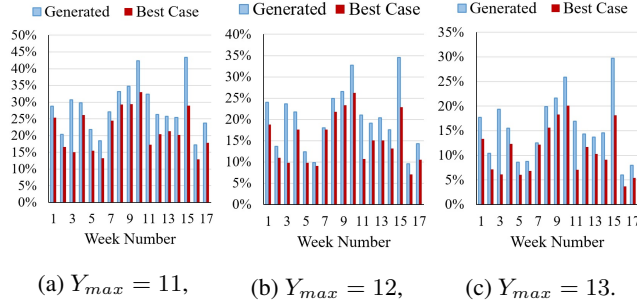 Generated Best Case
50%
45%
40%
35%
30%
25%
20%
15%
10%
5%
0%
1 3 5 7 9 11 13 15 17
Week Number
(a) Ymax = 11,
Generated Best Case
40%
35%
30%
25%
20%
15%
10%
5%
0%
1 3 5 7 9 11 13 15 17
Week Number
(b) Ymax = 12,
Generated Best Case
35%
30%
25%
20%
15%
10%
5%
0%
1 3 5 7 9 11 13 15 17
Week Number
(c) Ymax = 13.